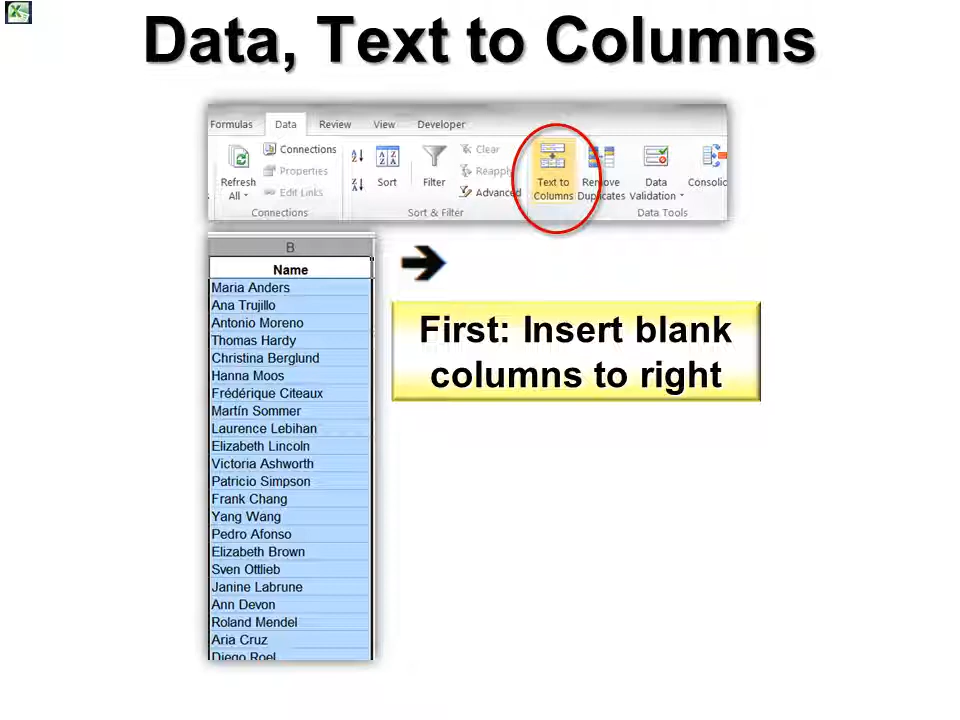 Data, Text to Columns
Formulas Data Review View Developer
Refresh All
Connections
Properties
Edit Links
Connections
Sort
Filter
Clear
Reapply
Advanced
Sort & Filter
Text to Columns
Remove Duplicates
Data Validation
Consolic
Data Tools
B
Name
Maria Anders
Ana Trujillo
Antonio Moreno
Thomas Hardy
Christina Berglund
Hanna Moos
Frédérique Citeaux
Martín Sommer
Laurence Lebihan
Elizabeth Lincoln
Victoria Ashworth
Patricio Simpson
Frank Chang
Yang Wang
Pedro Afonso
Elizabeth Brown
Sven Ottlieb
Janine Labrune
Ann Devon
Roland Mendel
Aria Cruz
Diego Roel
First: Insert blank
columns to right